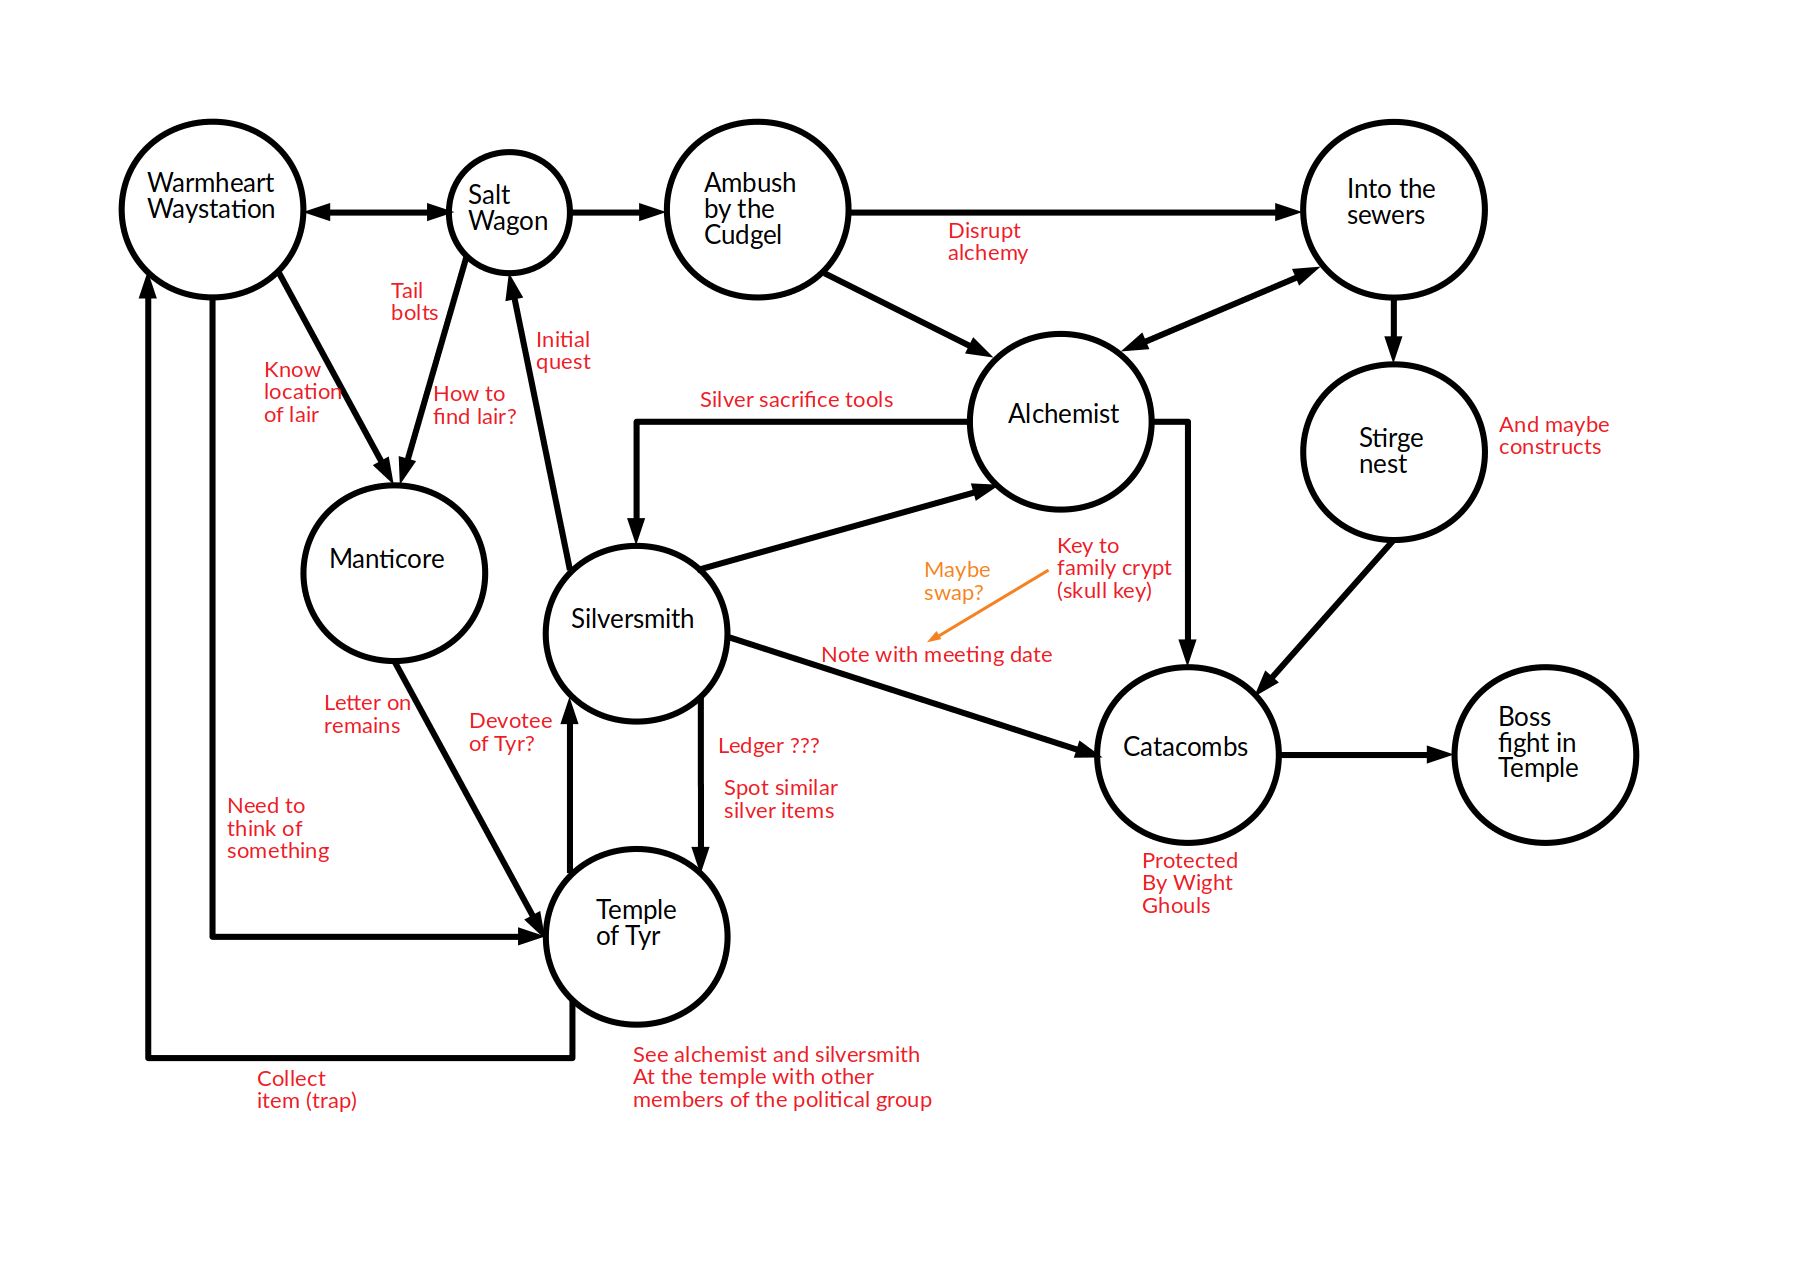 Warmheart
Waystation
Salt
Wagon
Ambush
by the
Cudgel
Into the
sewers
Disrupt
alchemy
Tail
bolts
Initial
quest
Know
location
of lair
How to
find lair?
Silver sacrifice tools
Alchemist
Stirge
nest
And maybe
constructs
Manticore
Silversmith
Maybe
swap?
Key to
family crypt
(skull key)
Note with meeting date
Letter on
remains
Devotee
of Tyr?
Ledger ???
Spot similar
silver items
Catacombs
Boss
fight in
Temple
Need to
think of
something
Protected
By Wight
Ghouls
Temple
of Tyr
See alchemist and silversmith
At the temple with other
members of the political group
Collect
item (trap)